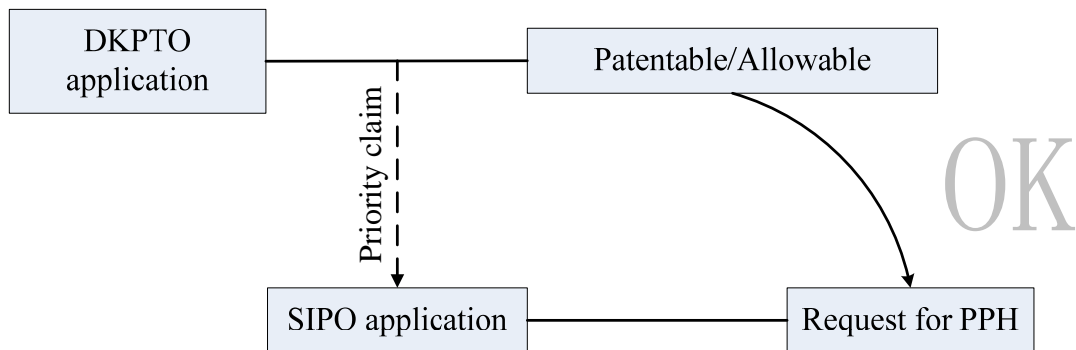 DKPTO
application
Patentable/Allowable
Priority claim
OK
SIPO application
Request for PPH